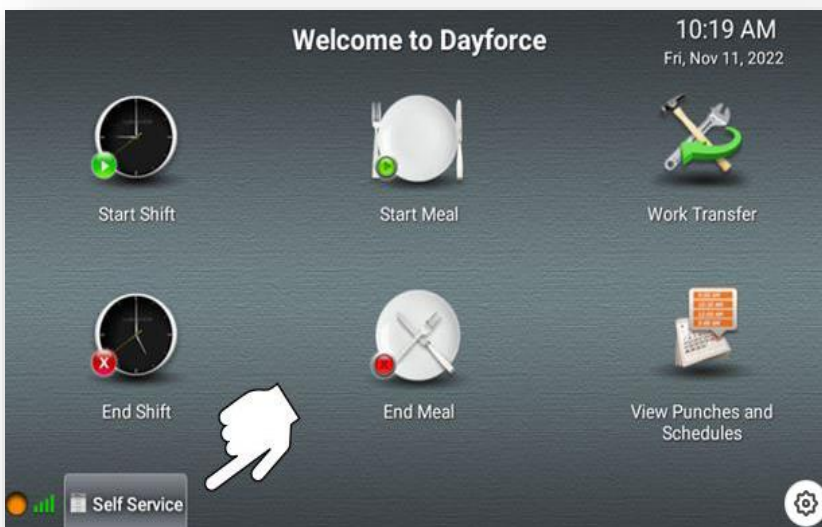 Welcome to Dayforce
10:19 AM
Fri, Nov 11, 2022
Start Shift
Start Meal
Work Transfer
End Shift
End Meal
View Punches and
Schedules
Self Service